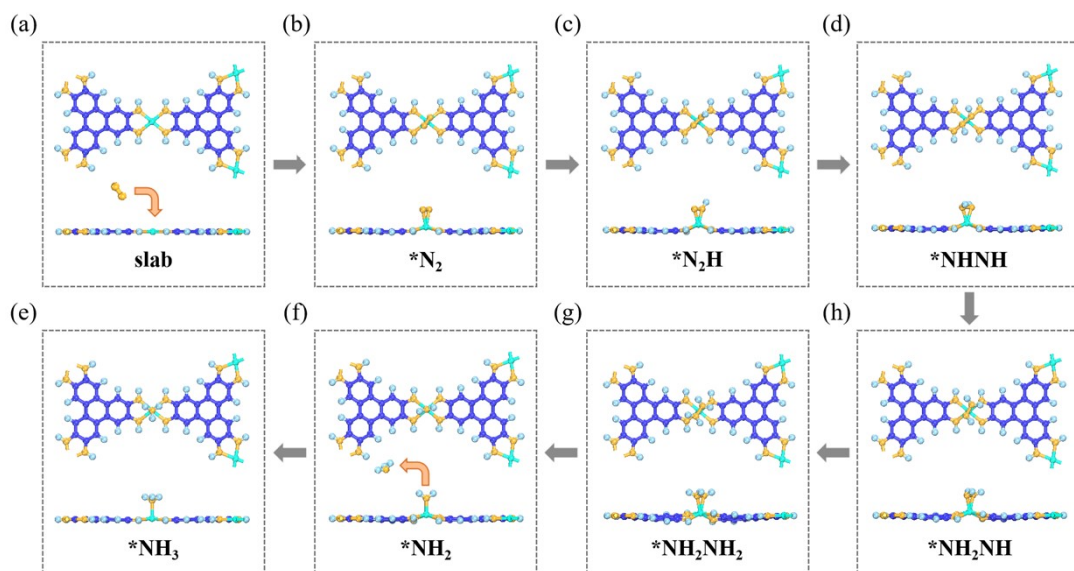 (a)
(b)
(c)
(d)
slab
*N₂
*N₂H
*NHNH
(e)
(f)
(g)
(h)
*NH₃
*NH₂
*NH₂NH₂
*NH₂NH